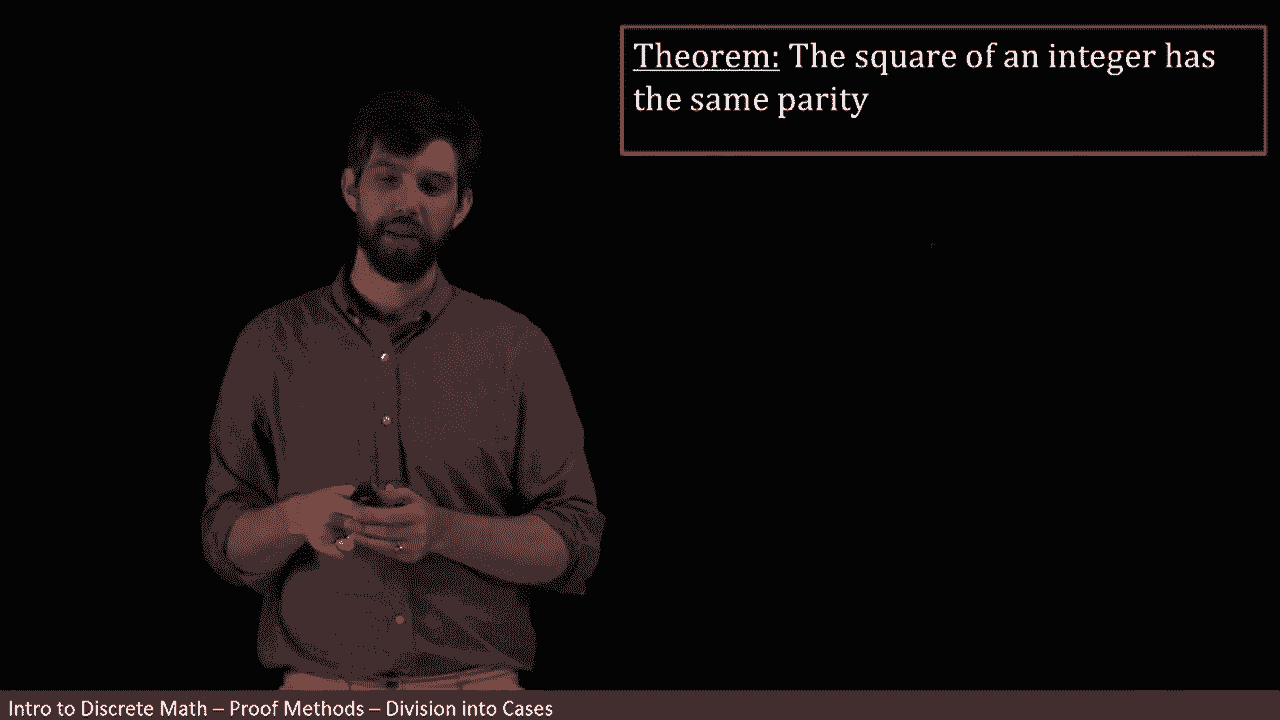 Theorem: The square of an integer has
the same parity
Intro to Discrete Math – Proof Methods – Division into Cases